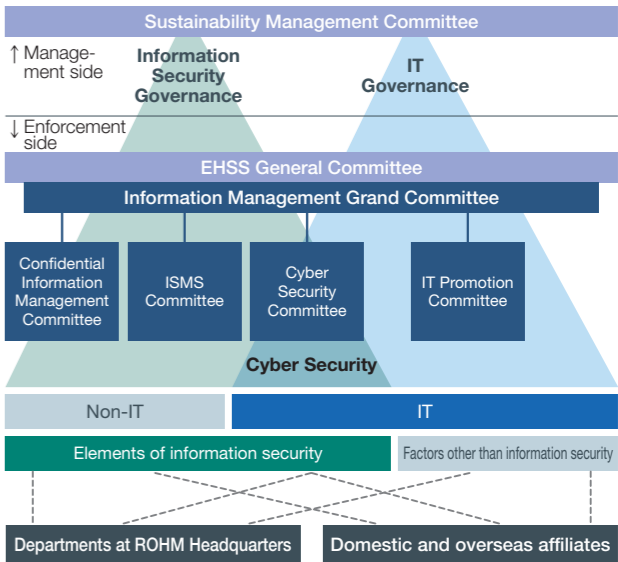 Sustainability Management Committee
↑ Manage-
ment side
Information
Security
Governance
IT
Governance
↓ Enforcement
side
EHSS General Committee
Information Management Grand Committee
Confidential
Information
Management
Committee
ISMS
Committee
Cyber
Security
Committee
IT Promotion
Committee
Cyber Security
Non-IT
IT
Elements of information security
Factors other than information security
Departments at ROHM Headquarters
Domestic and overseas affiliates